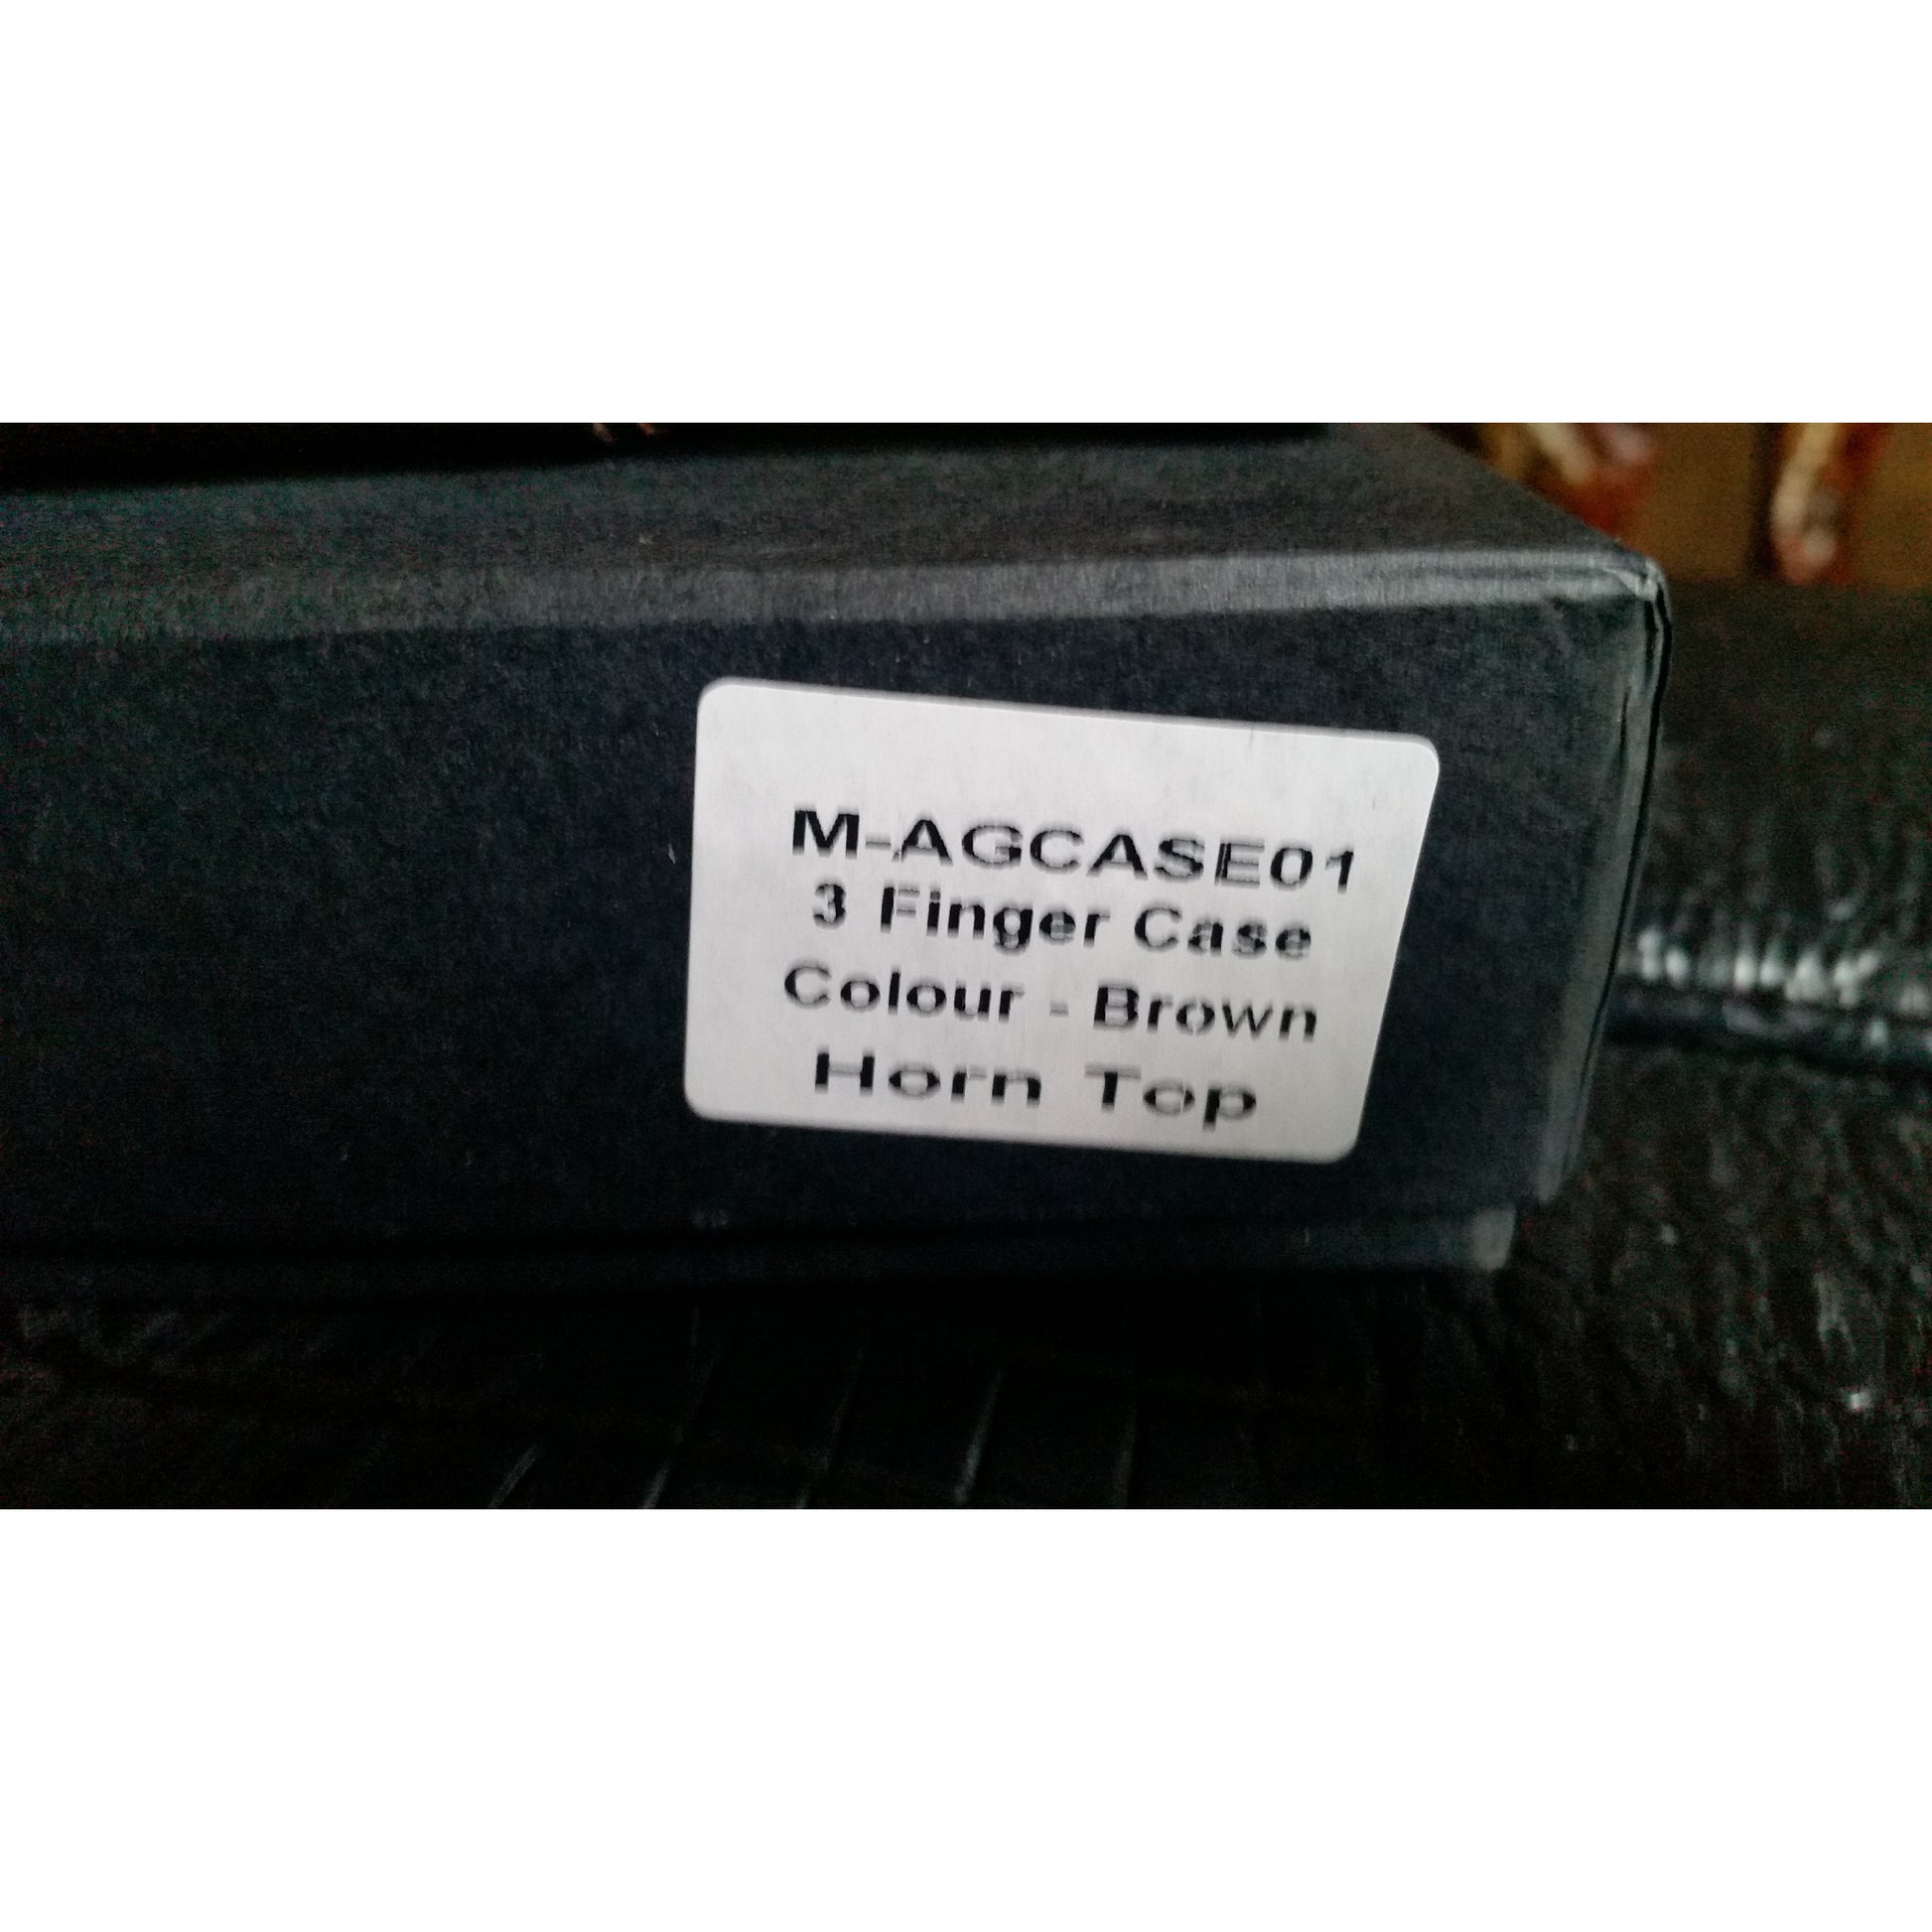 M-AGCASE01
3 Finger Case
Colour - Brown
Horn Top